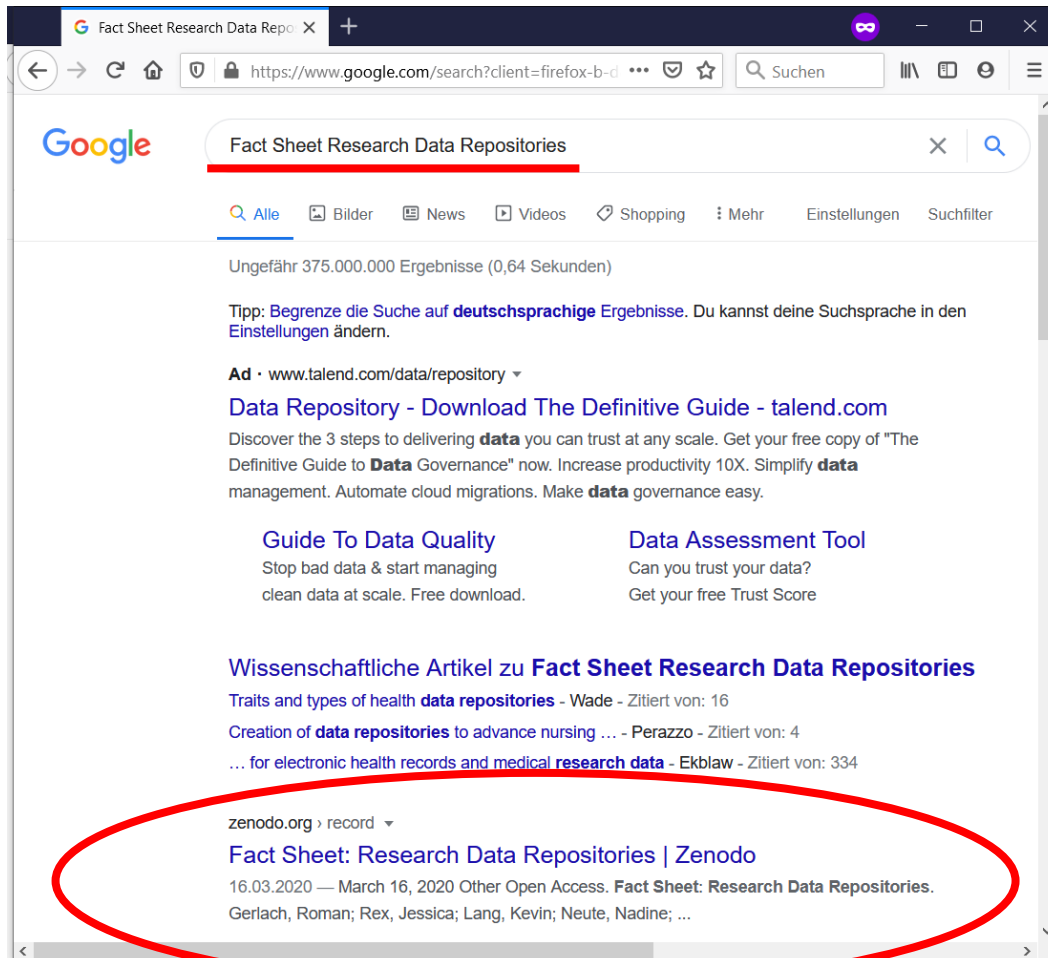 Fact Sheet Research Data Repo
https://www.google.com/search?client=firefox-b-d
Suchen
Google
Fact Sheet Research Data Repositories
Alle Bilder News Videos Shopping Mehr Einstellungen Suchfilter
Ungefähr 375.000.000 Ergebnisse (0,64 Sekunden)
Tipp: Begrenze die Suche auf deutschsprachige Ergebnisse. Du kannst deine Suchsprache in den
Einstellungen ändern.
Ad · www.talend.com/data/repository
Data Repository - Download The Definitive Guide - talend.com
Discover the 3 steps to delivering data you can trust at any scale. Get your free copy of "The
Definitive Guide to Data Governance" now. Increase productivity 10X. Simplify data
management. Automate cloud migrations. Make data governance easy.
Guide To Data Quality
Stop bad data & start managing
clean data at scale. Free download.
Data Assessment Tool
Can you trust your data?
Get your free Trust Score
Wissenschaftliche Artikel zu Fact Sheet Research Data Repositories
Traits and types of health data repositories - Wade - Zitiert von: 16
Creation of data repositories to advance nursing … - Perazzo - Zitiert von: 4
… for electronic health records and medical research data - Ekblaw - Zitiert von: 334
zenodo.org › record
Fact Sheet: Research Data Repositories | Zenodo
16.03.2020 — March 16, 2020 Other Open Access. Fact Sheet: Research Data Repositories.
Gerlach, Roman; Rex, Jessica; Lang, Kevin; Neute, Nadine; ...